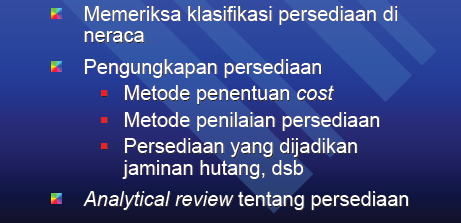 Memeriksa klasifikasi persediaan di
neraca
Pengungkapan persediaan
Metode penentuan cost
Metode penilaian persediaan
Persediaan yang dijadikan
jaminan hutang, dsb
Analytical review tentang persediaan